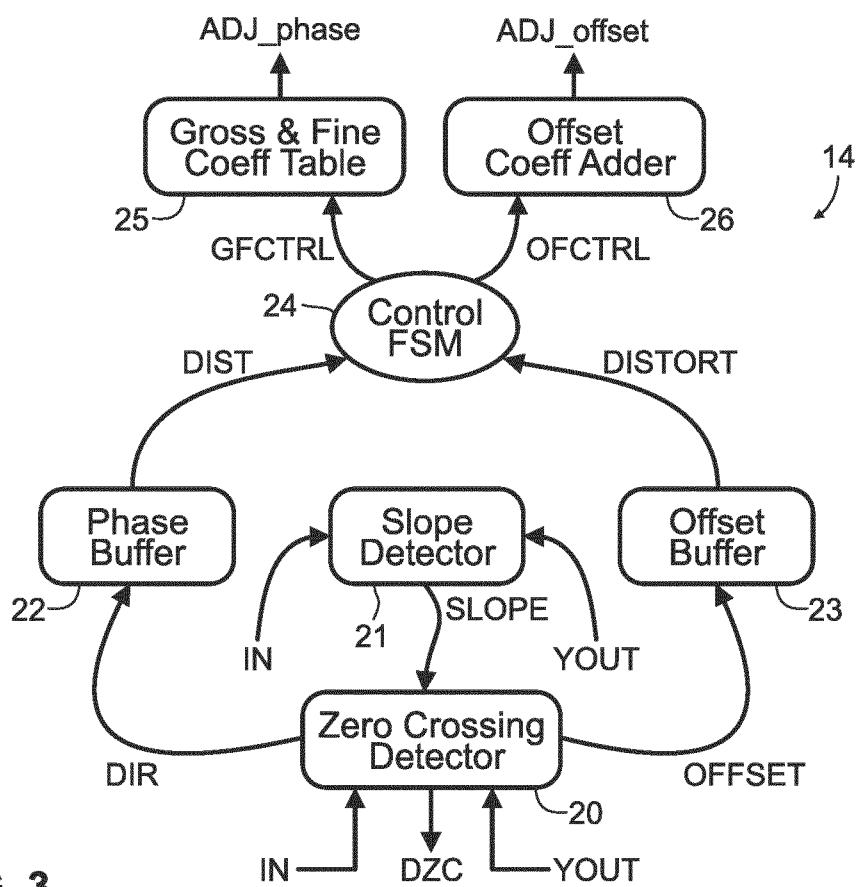 ADJ_phase
ADJ_offset
Gross & Fine
Coeff Table
Offset
Coeff Adder
14
25
26
GFCTRL
OFCTRL
24
Control
FSM
DIST
DISTORT
Phase
Buffer
Slope
Detector
Offset
Buffer
22
21
SLOPE
23
IN
YOUT
Zero Crossing
Detector
DIR
OFFSET
20
IN
DZC
YOUT